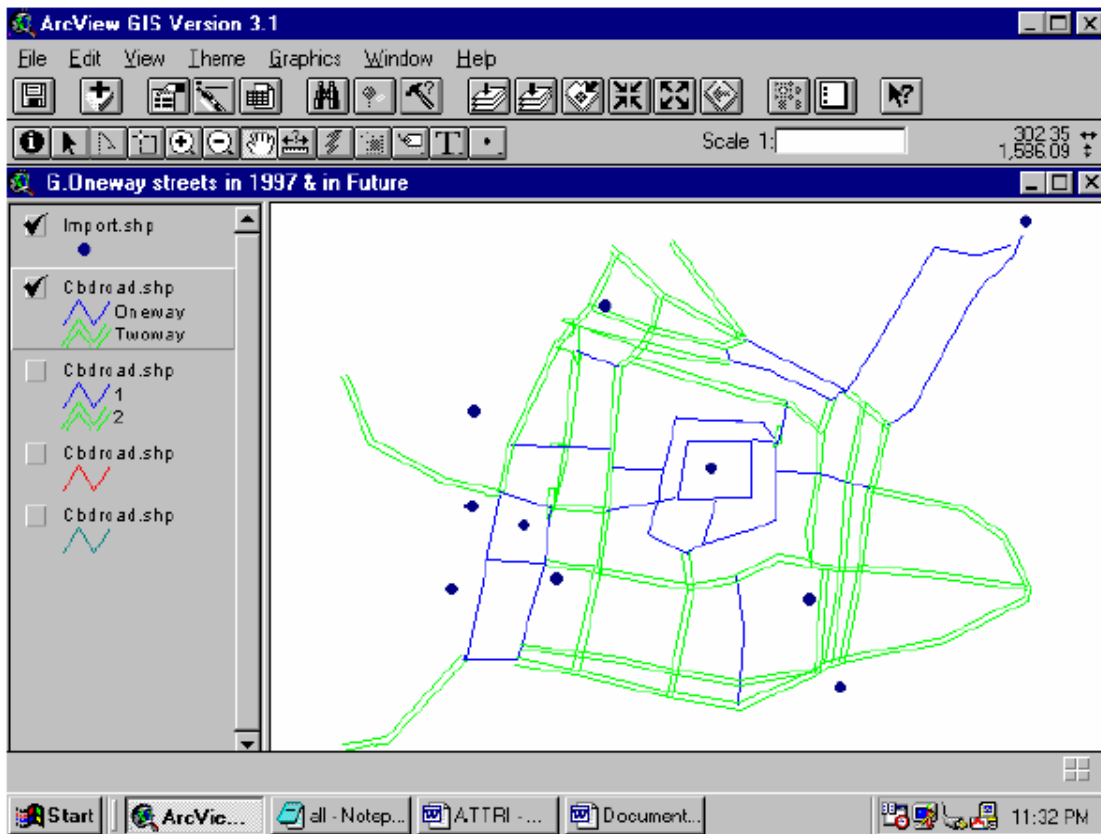 ArcView GIS Version 3.1
File Edit View Theme Graphics Window Help
Scale 1:
302.35
1,586.09
G.Oneway streets in 1997 & in Future
Import.shp
Cbdroad.shp
Oneway
Twoway
Cbdroad.shp
1
2
Cbdroad.shp
Cbdroad.shp
Start ArcVie... all - Notep... ATTRI - ... Document... 11:32 PM